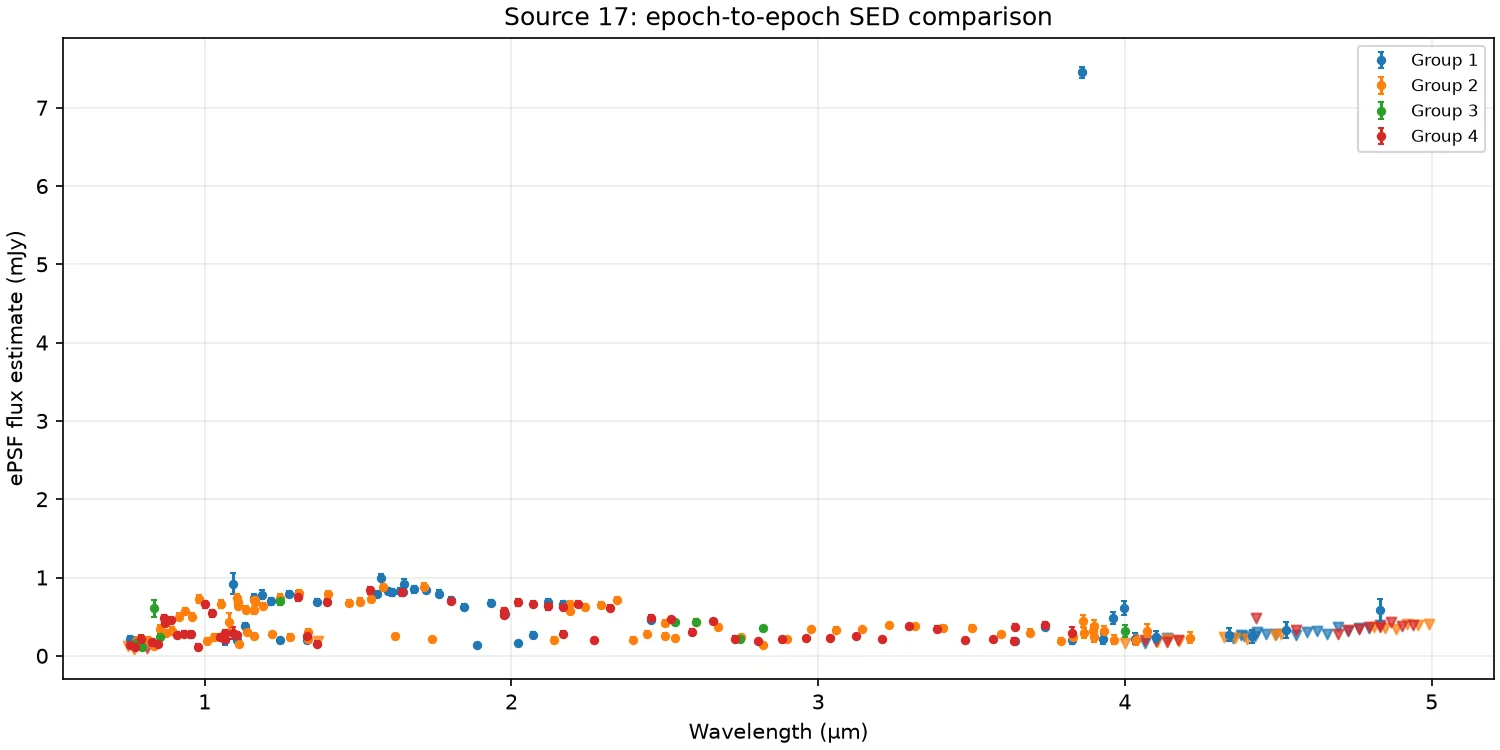 Source 17: epoch-to-epoch SED comparison
Group 1
Group 2
Group 3
Group 4
ePSF flux estimate (mJy)
7
6
5
4
3
2
1
0
1 2 3 4 5
Wavelength (μm)